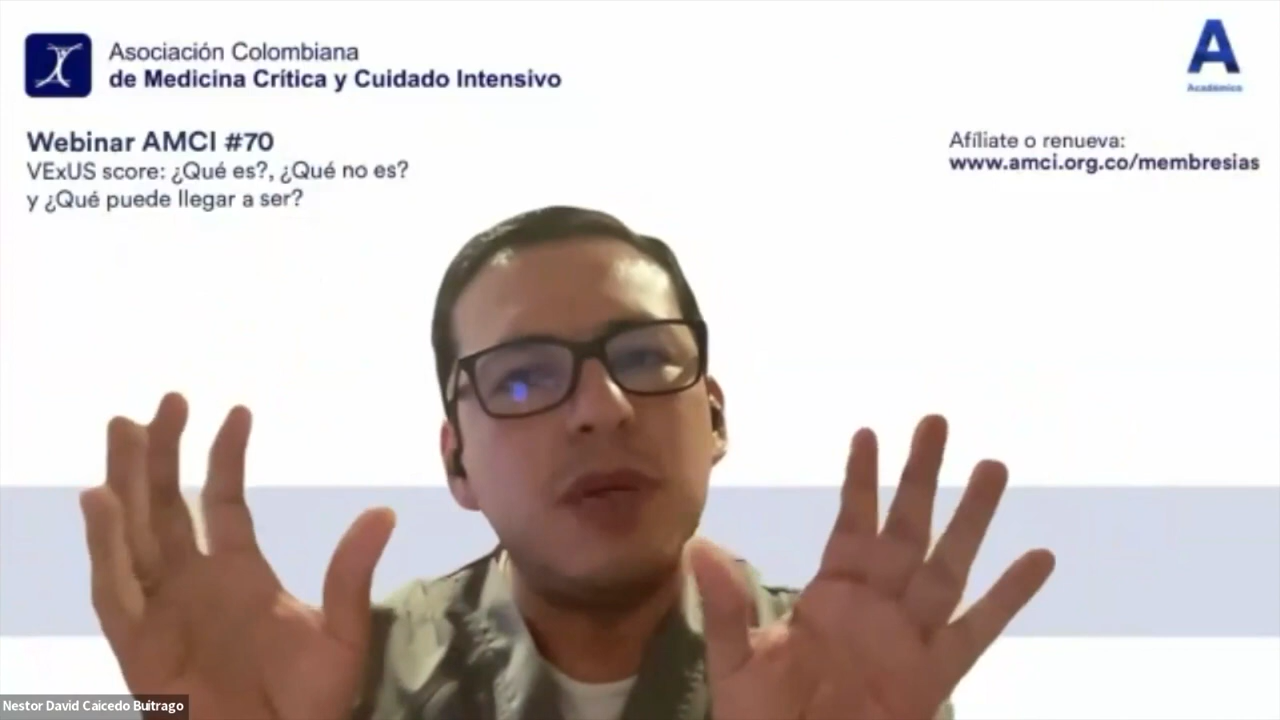 Asociación Colombiana
de Medicina Crítica y Cuidado Intensivo
A
Académico
Webinar AMCI #70
VExUS score: ¿Qué es?, ¿Qué no es?
y ¿Qué puede llegar a ser?
Afíliate o renueva:
www.amci.org.co/membresias
Nestor David Caicedo Buitrago